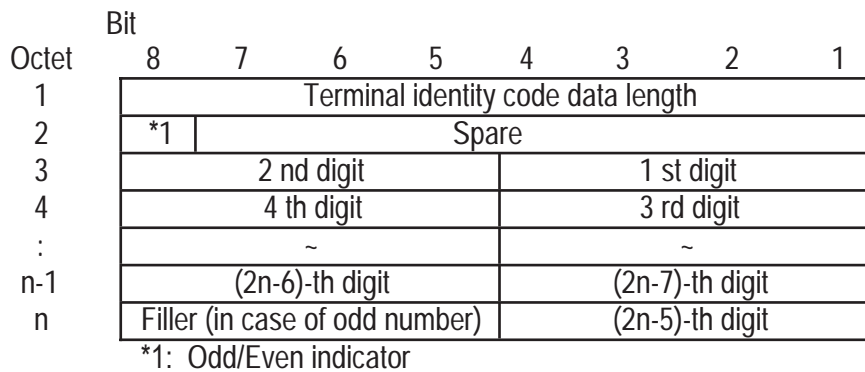 Bit
Octet 8 7 6 5 4 3 2 1
1 Terminal identity code data length
2 *1 Spare
3 2 nd digit 1 st digit
4 4 th digit 3 rd digit
: ~ ~
n-1 (2n-6)-th digit (2n-7)-th digit
n Filler (in case of odd number) (2n-5)-th digit
*1: Odd/Even indicator